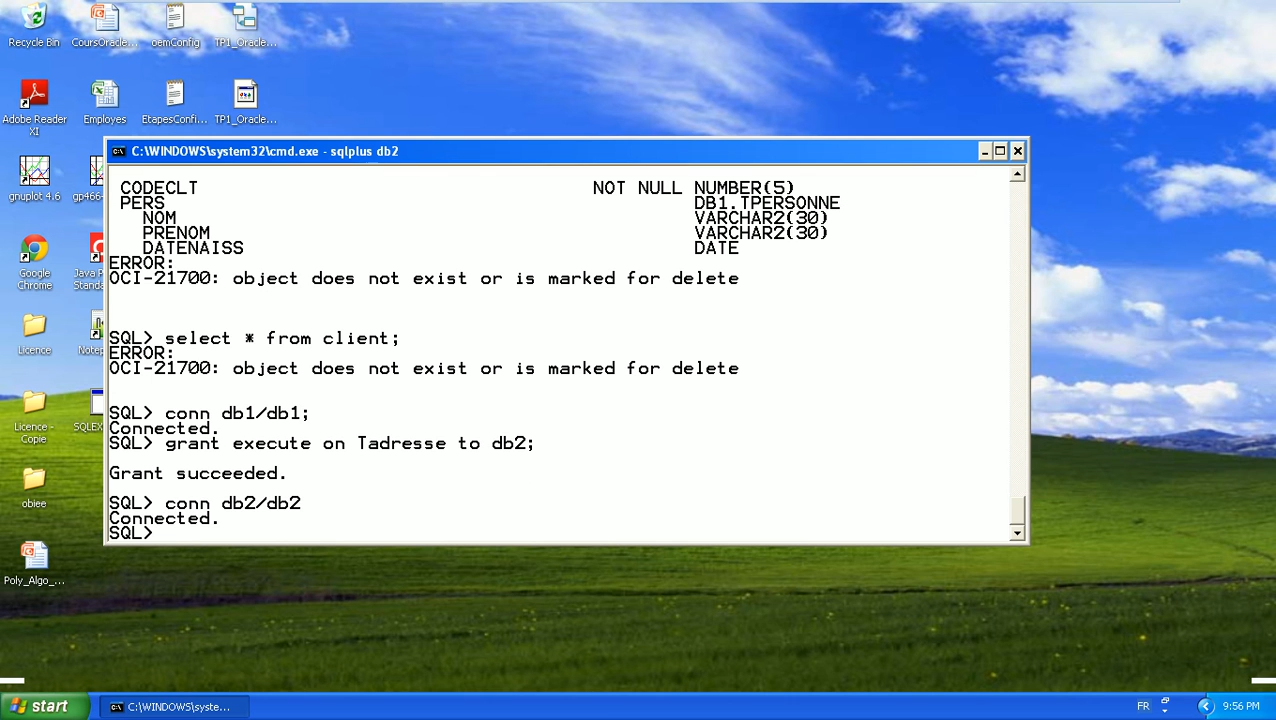 Recycle Bin
CoursOracle...
oemConfig
TP1_Oracle...
Adobe Reader XI
Employes
EtapesConfi...
TP1_Oracle...
gnuplot 4.6
gp466-
Google Chrome
Java P
Standa
Licence
Notep
Licence - Copie
SQLEX
obiee
Poly_Algo_...
C:\WINDOWS\system32\cmd.exe - sqlplus db2
CODECLT NOT NULL NUMBER(5)
PERS DB1.TPERSONNE
NOM VARCHAR2(30)
PRENOM VARCHAR2(30)
DATENAISS DATE
ERROR:
OCI-21700: object does not exist or is marked for delete
SQL> select * from client;
ERROR:
OCI-21700: object does not exist or is marked for delete
SQL> conn db1/db1;
Connected.
SQL> grant execute on Tadresse to db2;
Grant succeeded.
SQL> conn db2/db2
Connected.
SQL>
start
C:\WINDOWS\syste...
FR
9:56 PM